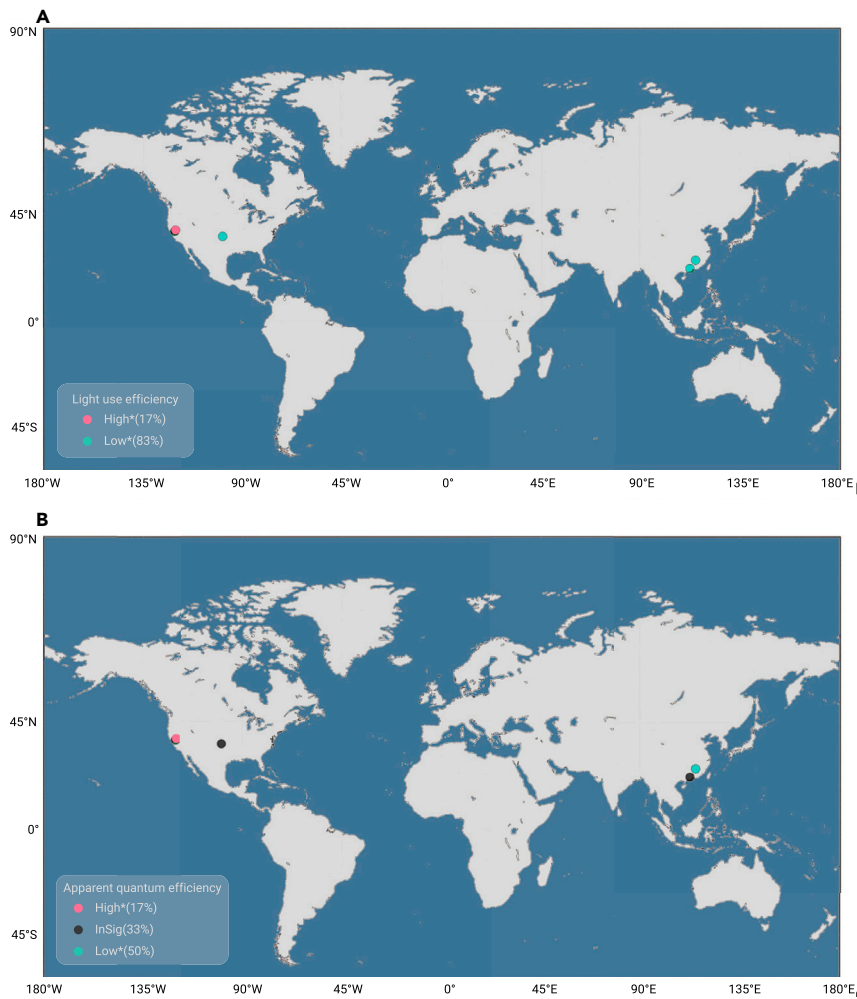 A
90°N
45°N
0°
45°S
Light use efficiency
High*(17%)
Low*(83%)
180°W 135°W 90°W 45°W 0° 45°E 90°E 135°E 180°E
B
90°N
45°N
0°
45°S
Apparent quantum efficiency
High*(17%)
InSig(33%)
Low*(50%)
180°W 135°W 90°W 45°W 0° 45°E 90°E 135°E 180°E